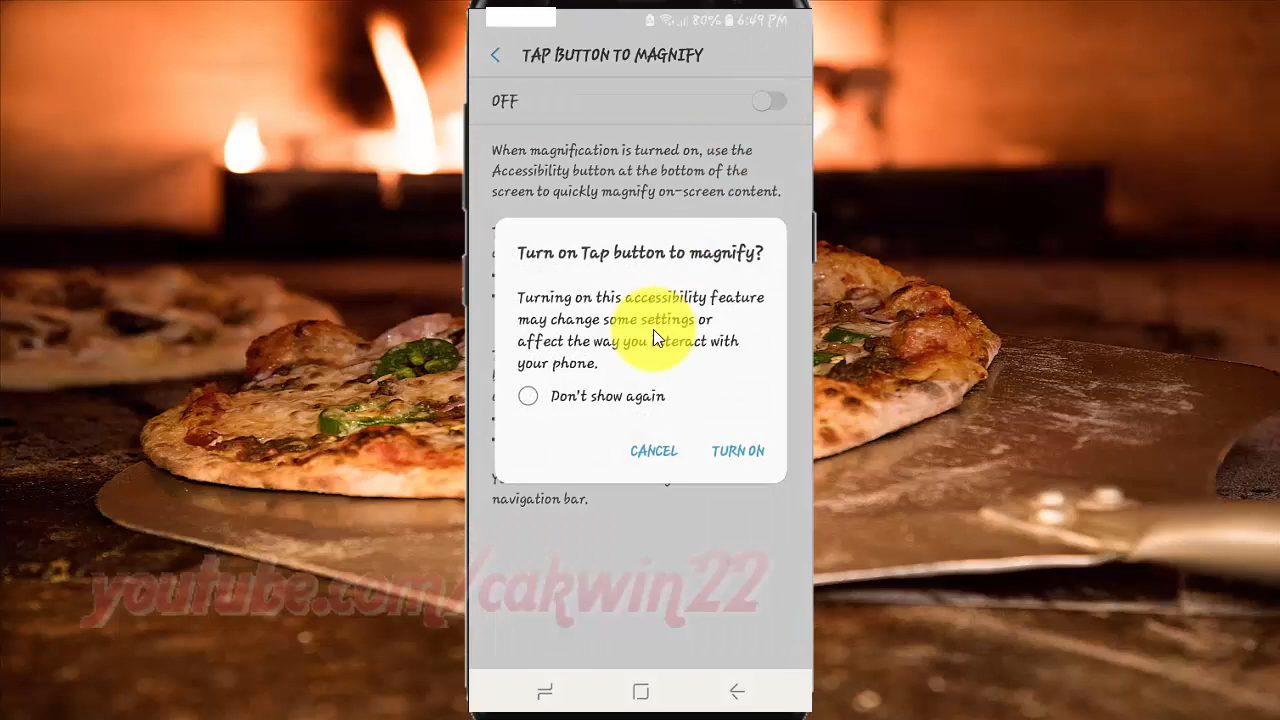 80% 6:49 PM
TAP BUTTON TO MAGNIFY
OFF
When magnification is turned on, use the
Accessibility button at the bottom of the
screen to quickly magnify on-screen content.
Turn on Tap button to magnify?
Turning on this accessibility feature
may change some settings or
affect the way you interact with
your phone.
Don't show again
CANCEL TURN ON
navigation bar.
youtube.com/cakwin22